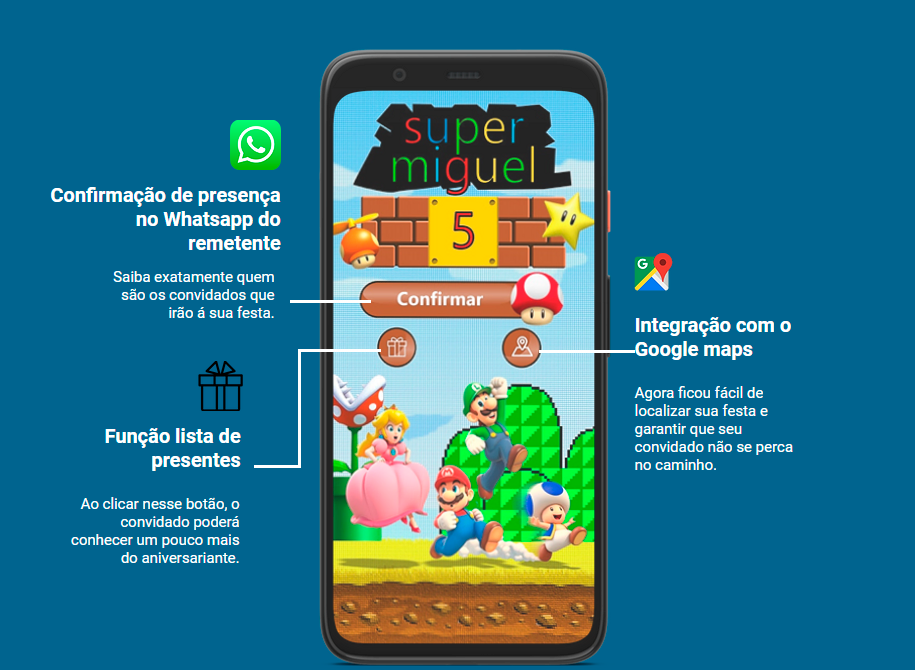 super
miguel
5
Confirmar
Confirmação de presença
no Whatsapp do
remetente
Saiba exatamente quem
são os convidados que
irão á sua festa.
Função lista de
presentes
Ao clicar nesse botão, o
convidado poderá
conhecer um pouco mais
do aniversariante.
G
Integração com o
Google maps
Agora ficou fácil de
localizar sua festa e
garantir que seu
convidado não se perca
no caminho.